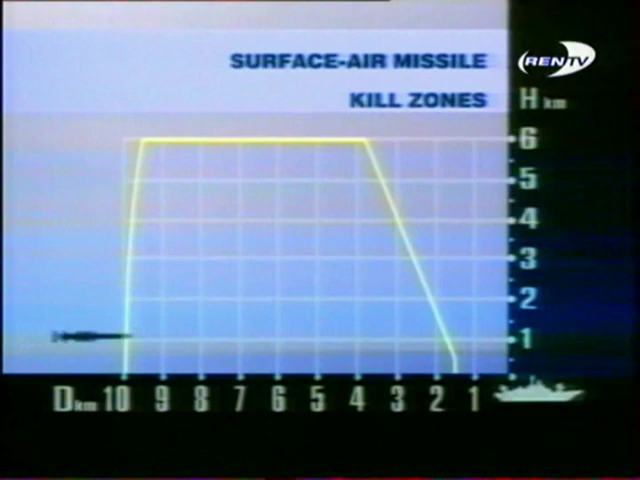 SURFACE-AIR MISSILE
REN TV
KILL ZONES
H km
6
5
4
3
2
1
D km 10 9 8 7 6 5 4 3 2 1